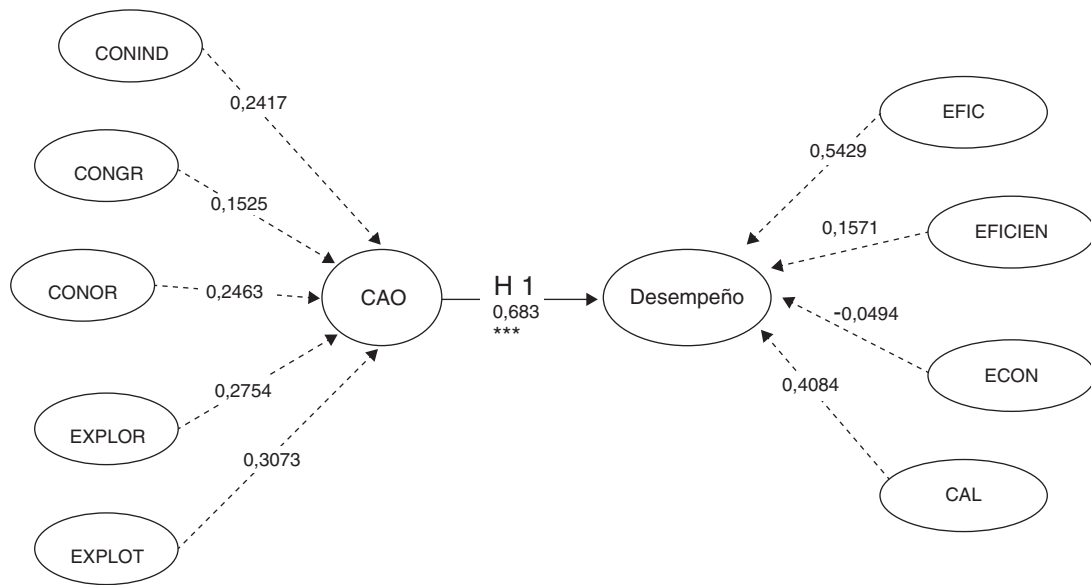 CONIND
0,2417
CONGR
0,1525
CONOR
0,2463
EXPLOR
0,2754
EXPLOT
0,3073
CAO
H 1
0,683
***
Desempeño
EFIC
0,5429
EFICIEN
0,1571
ECON
-0,0494
CAL
0,4084